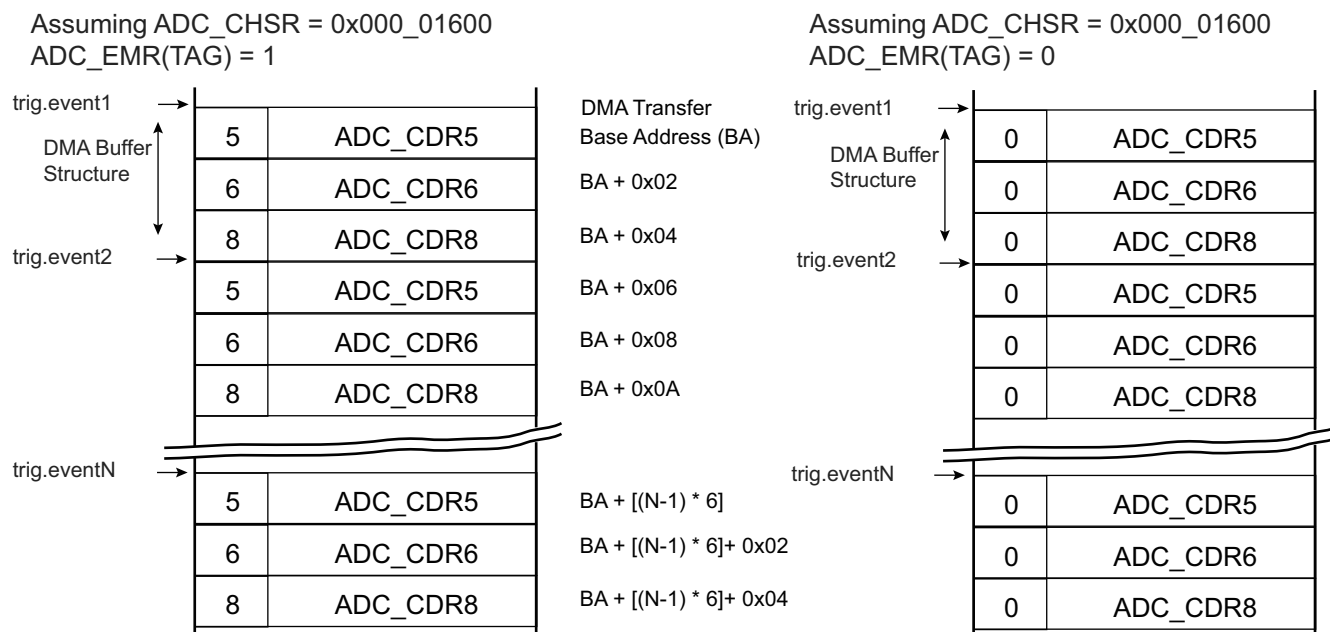 Assuming ADC_CHSR = 0x000_01600
ADC_EMR(TAG) = 1
trig.event1
DMA Buffer
Structure
5 ADC_CDR5
6 ADC_CDR6
8 ADC_CDR8
trig.event2
5 ADC_CDR5
6 ADC_CDR6
8 ADC_CDR8
trig.eventN
5 ADC_CDR5
6 ADC_CDR6
8 ADC_CDR8
DMA Transfer
Base Address (BA)
BA + 0x02
BA + 0x04
BA + 0x06
BA + 0x08
BA + 0x0A
BA + [(N-1) * 6]
BA + [(N-1) * 6]+ 0x02
BA + [(N-1) * 6]+ 0x04
Assuming ADC_CHSR = 0x000_01600
ADC_EMR(TAG) = 0
trig.event1
DMA Buffer
Structure
0 ADC_CDR5
0 ADC_CDR6
0 ADC_CDR8
trig.event2
0 ADC_CDR5
0 ADC_CDR6
0 ADC_CDR8
trig.eventN
0 ADC_CDR5
0 ADC_CDR6
0 ADC_CDR8